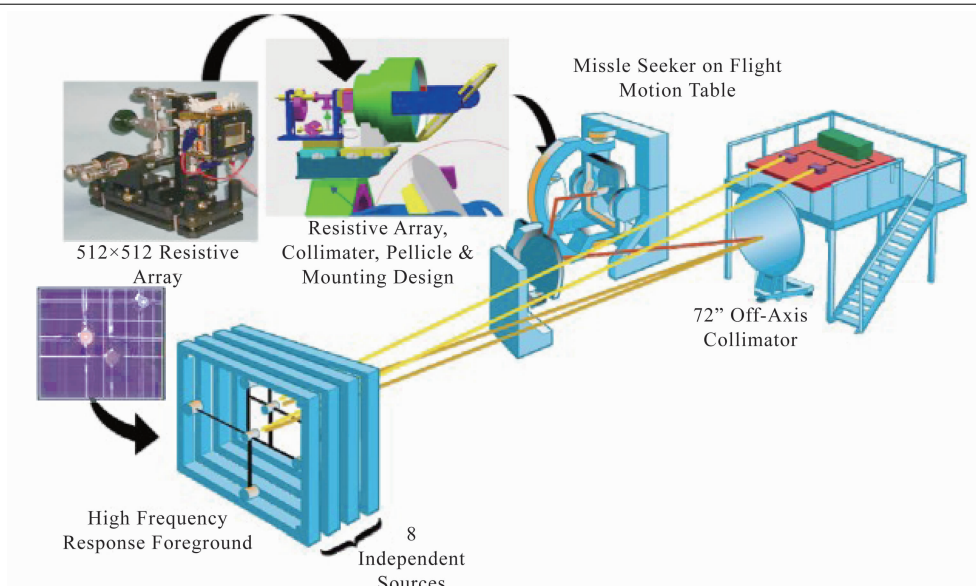 Missle Seeker on Flight
Motion Table
512×512 Resistive
Array
Resistive Array,
Collimater, Pellicle &
Mounting Design
72” Off-Axis
Collimator
High Frequency
Response Foreground
8
Independent
Sources